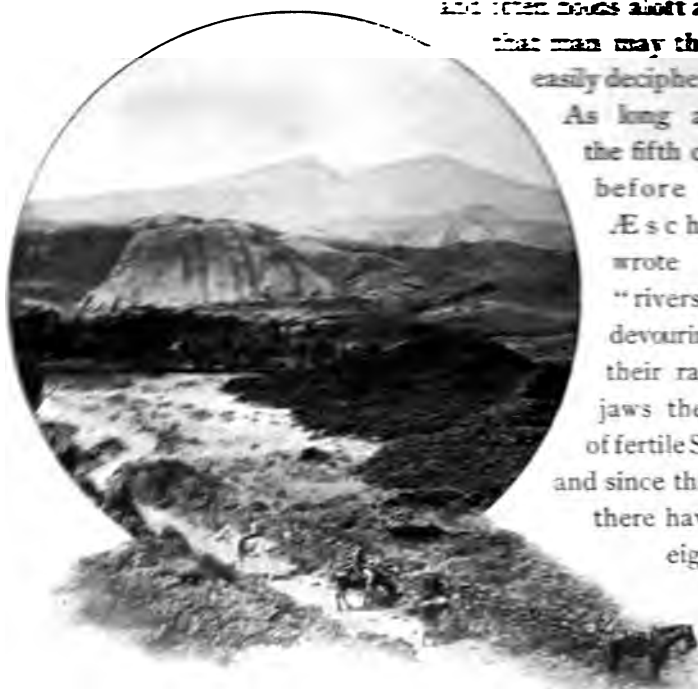 that man may th
easily deciphe
As long a
the fifth c
before
Æsch
wrote
“rivers
devourin
their ra
jaws the
of fertile S
and since th
there hav
eig